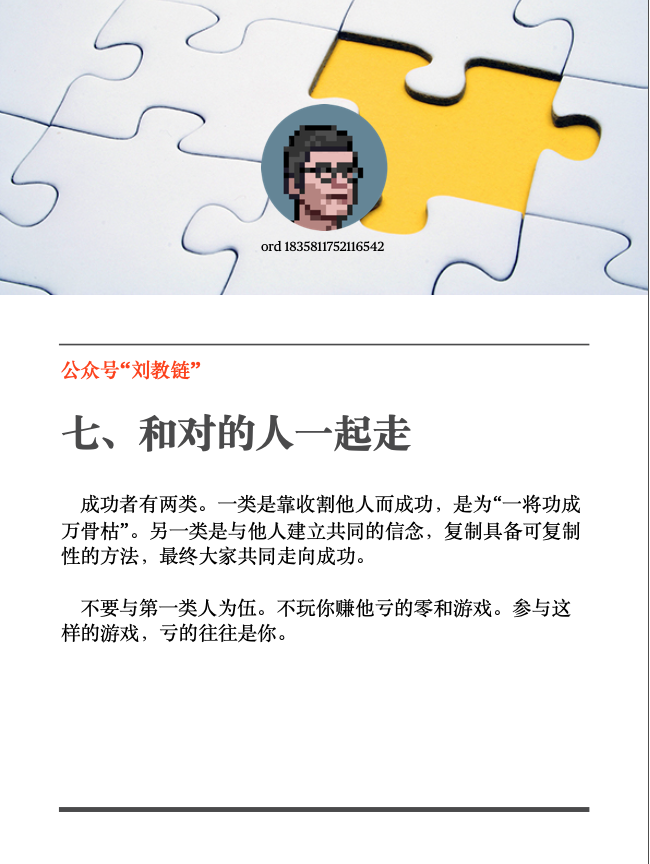 ord 1835811752116542
公众号“刘教链”
七、和对的人一起走
成功者有两类。一类是靠收割他人而成功，是为“一将功成
万骨枯”。另一类是与他人建立共同的信念，复制具备可复制
性的方法，最终大家共同走向成功。
不要与第一类人为伍。不玩你赚他亏的零和游戏。参与这
样的游戏，亏的往往是你。